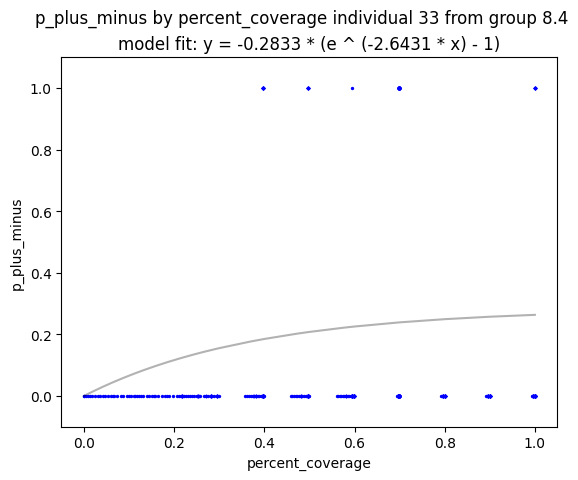 p_plus_minus by percent_coverage individual 33 from group 8.4
model fit: y = -0.2833 * (e ^ (-2.6431 * x) - 1)
1.0
0.8
0.6
0.4
0.2
0.0
p_plus_minus
0.0 0.2 0.4 0.6 0.8 1.0
percent_coverage